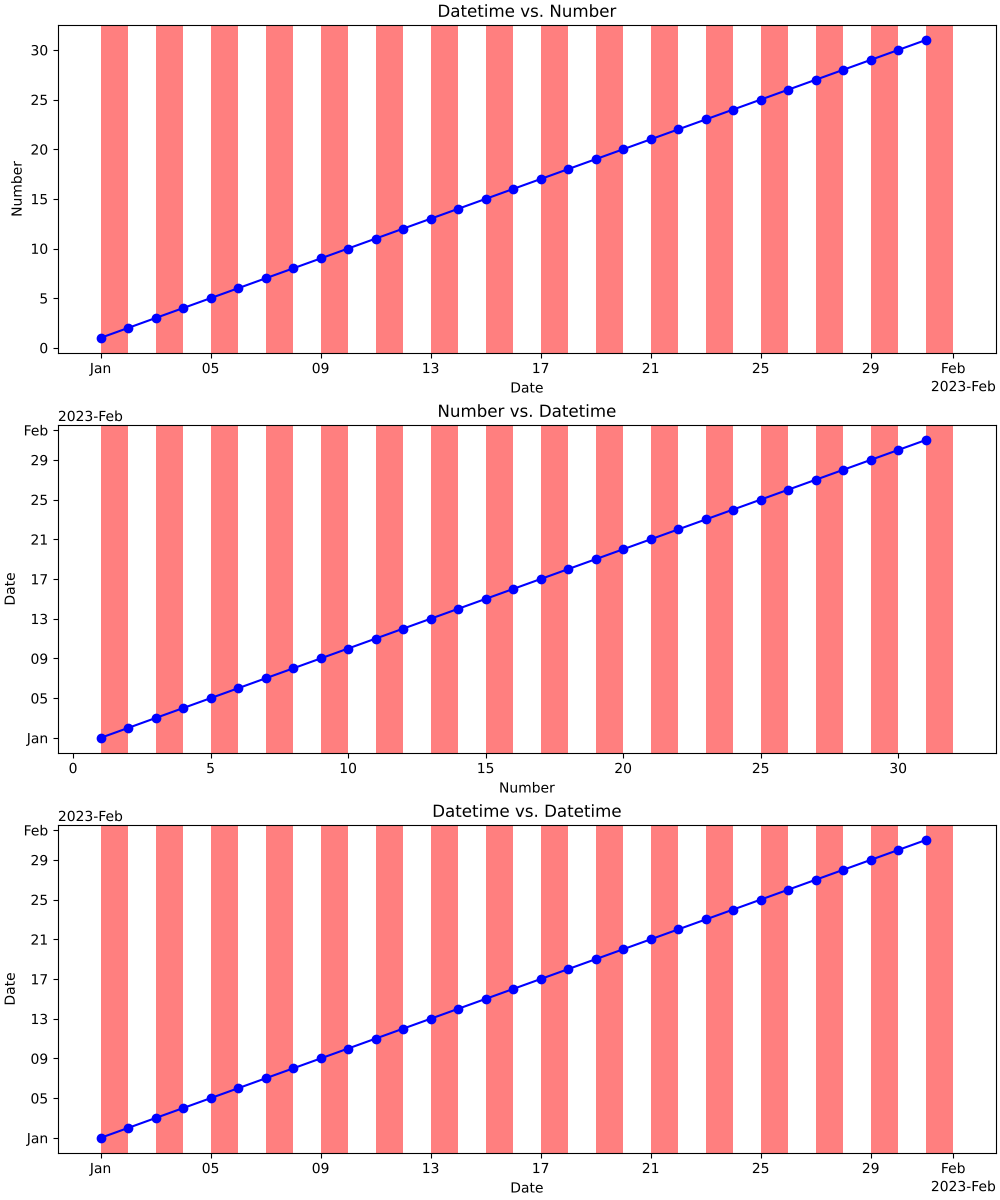 Datetime vs. Number
30
25
20
15
10
5
0
Number
Jan 05 09 13 17 21 25 29 Feb
Date
2023-Feb
2023-Feb
Number vs. Datetime
Feb
29
25
21
17
13
09
05
Jan
Date
0 5 10 15 20 25 30
Number
2023-Feb
Datetime vs. Datetime
Feb
29
25
21
17
13
09
05
Jan
Date
Jan 05 09 13 17 21 25 29 Feb
Date
2023-Feb